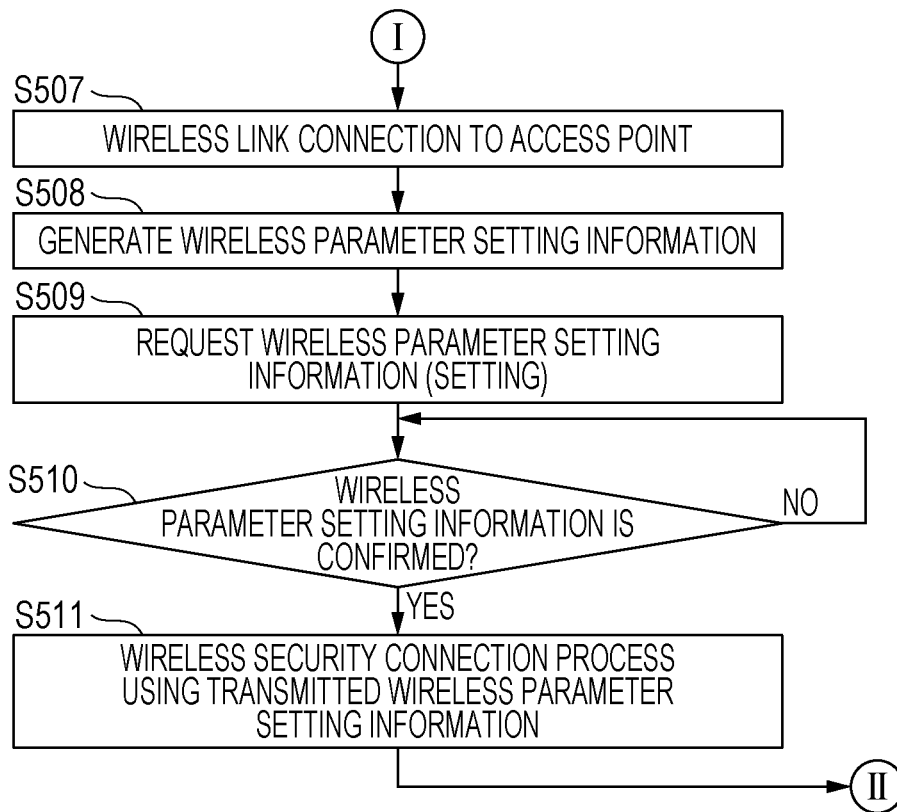 I
S507
WIRELESS LINK CONNECTION TO ACCESS POINT
S508
GENERATE WIRELESS PARAMETER SETTING INFORMATION
S509
REQUEST WIRELESS PARAMETER SETTING
INFORMATION (SETTING)
S510
WIRELESS
PARAMETER SETTING INFORMATION IS
CONFIRMED?
NO
YES
S511
WIRELESS SECURITY CONNECTION PROCESS
USING TRANSMITTED WIRELESS PARAMETER
SETTING INFORMATION
II